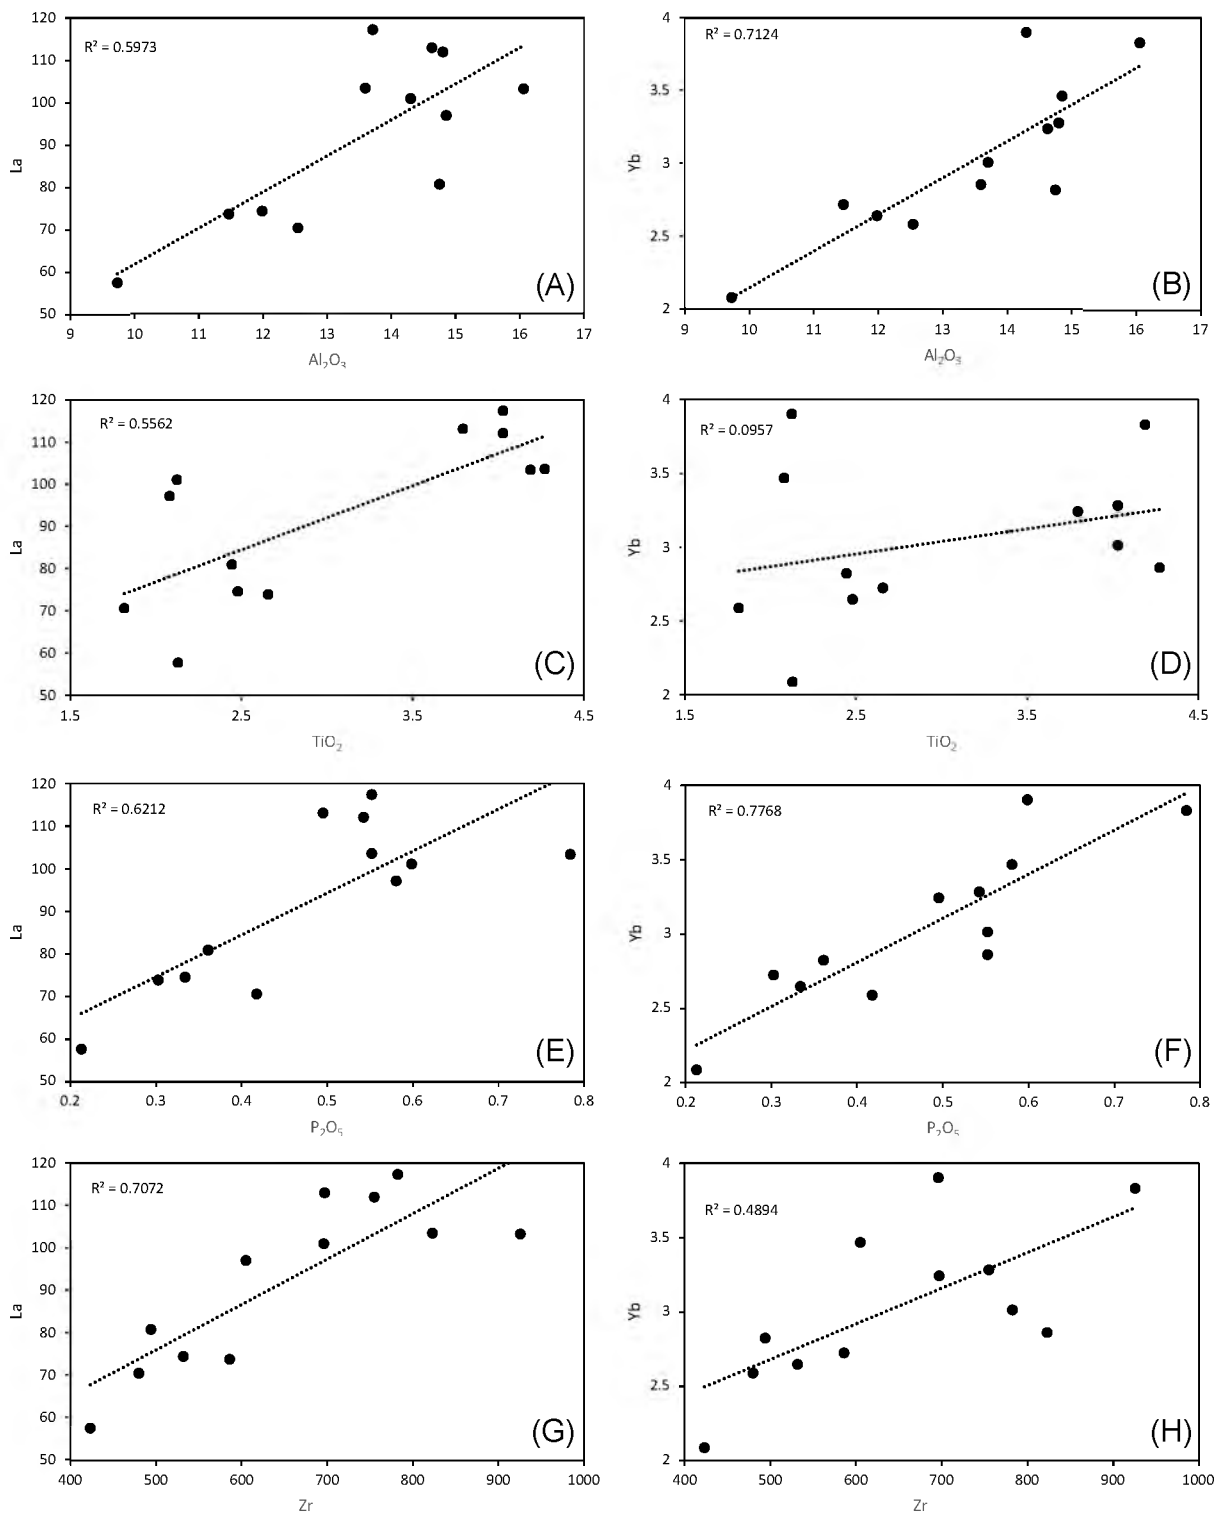 R² = 0.5973
120
110
100
90
80
70
60
50
La
(A)
9 10 11 12 13 14 15 16 17
Al₂O₃
R² = 0.7124
4
3.5
3
2.5
2
Yb
(B)
9 10 11 12 13 14 15 16 17
Al₂O₃
R² = 0.5562
120
110
100
90
80
70
60
50
La
(C)
1.5 2.5 3.5 4.5
TiO₂
R² = 0.0957
4
3.5
3
2.5
2
Yb
(D)
1.5 2.5 3.5 4.5
TiO₂
R² = 0.6212
120
110
100
90
80
70
60
50
La
(E)
0.2 0.3 0.4 0.5 0.6 0.7 0.8
P₂O₅
R² = 0.7768
4
3.5
3
2.5
2
Yb
(F)
0.2 0.3 0.4 0.5 0.6 0.7 0.8
P₂O₅
R² = 0.7072
120
110
100
90
80
70
60
50
La
(G)
400 500 600 700 800 900 1000
Zr
R² = 0.4894
4
3.5
3
2.5
2
Yb
(H)
400 500 600 700 800 900 1000
Zr